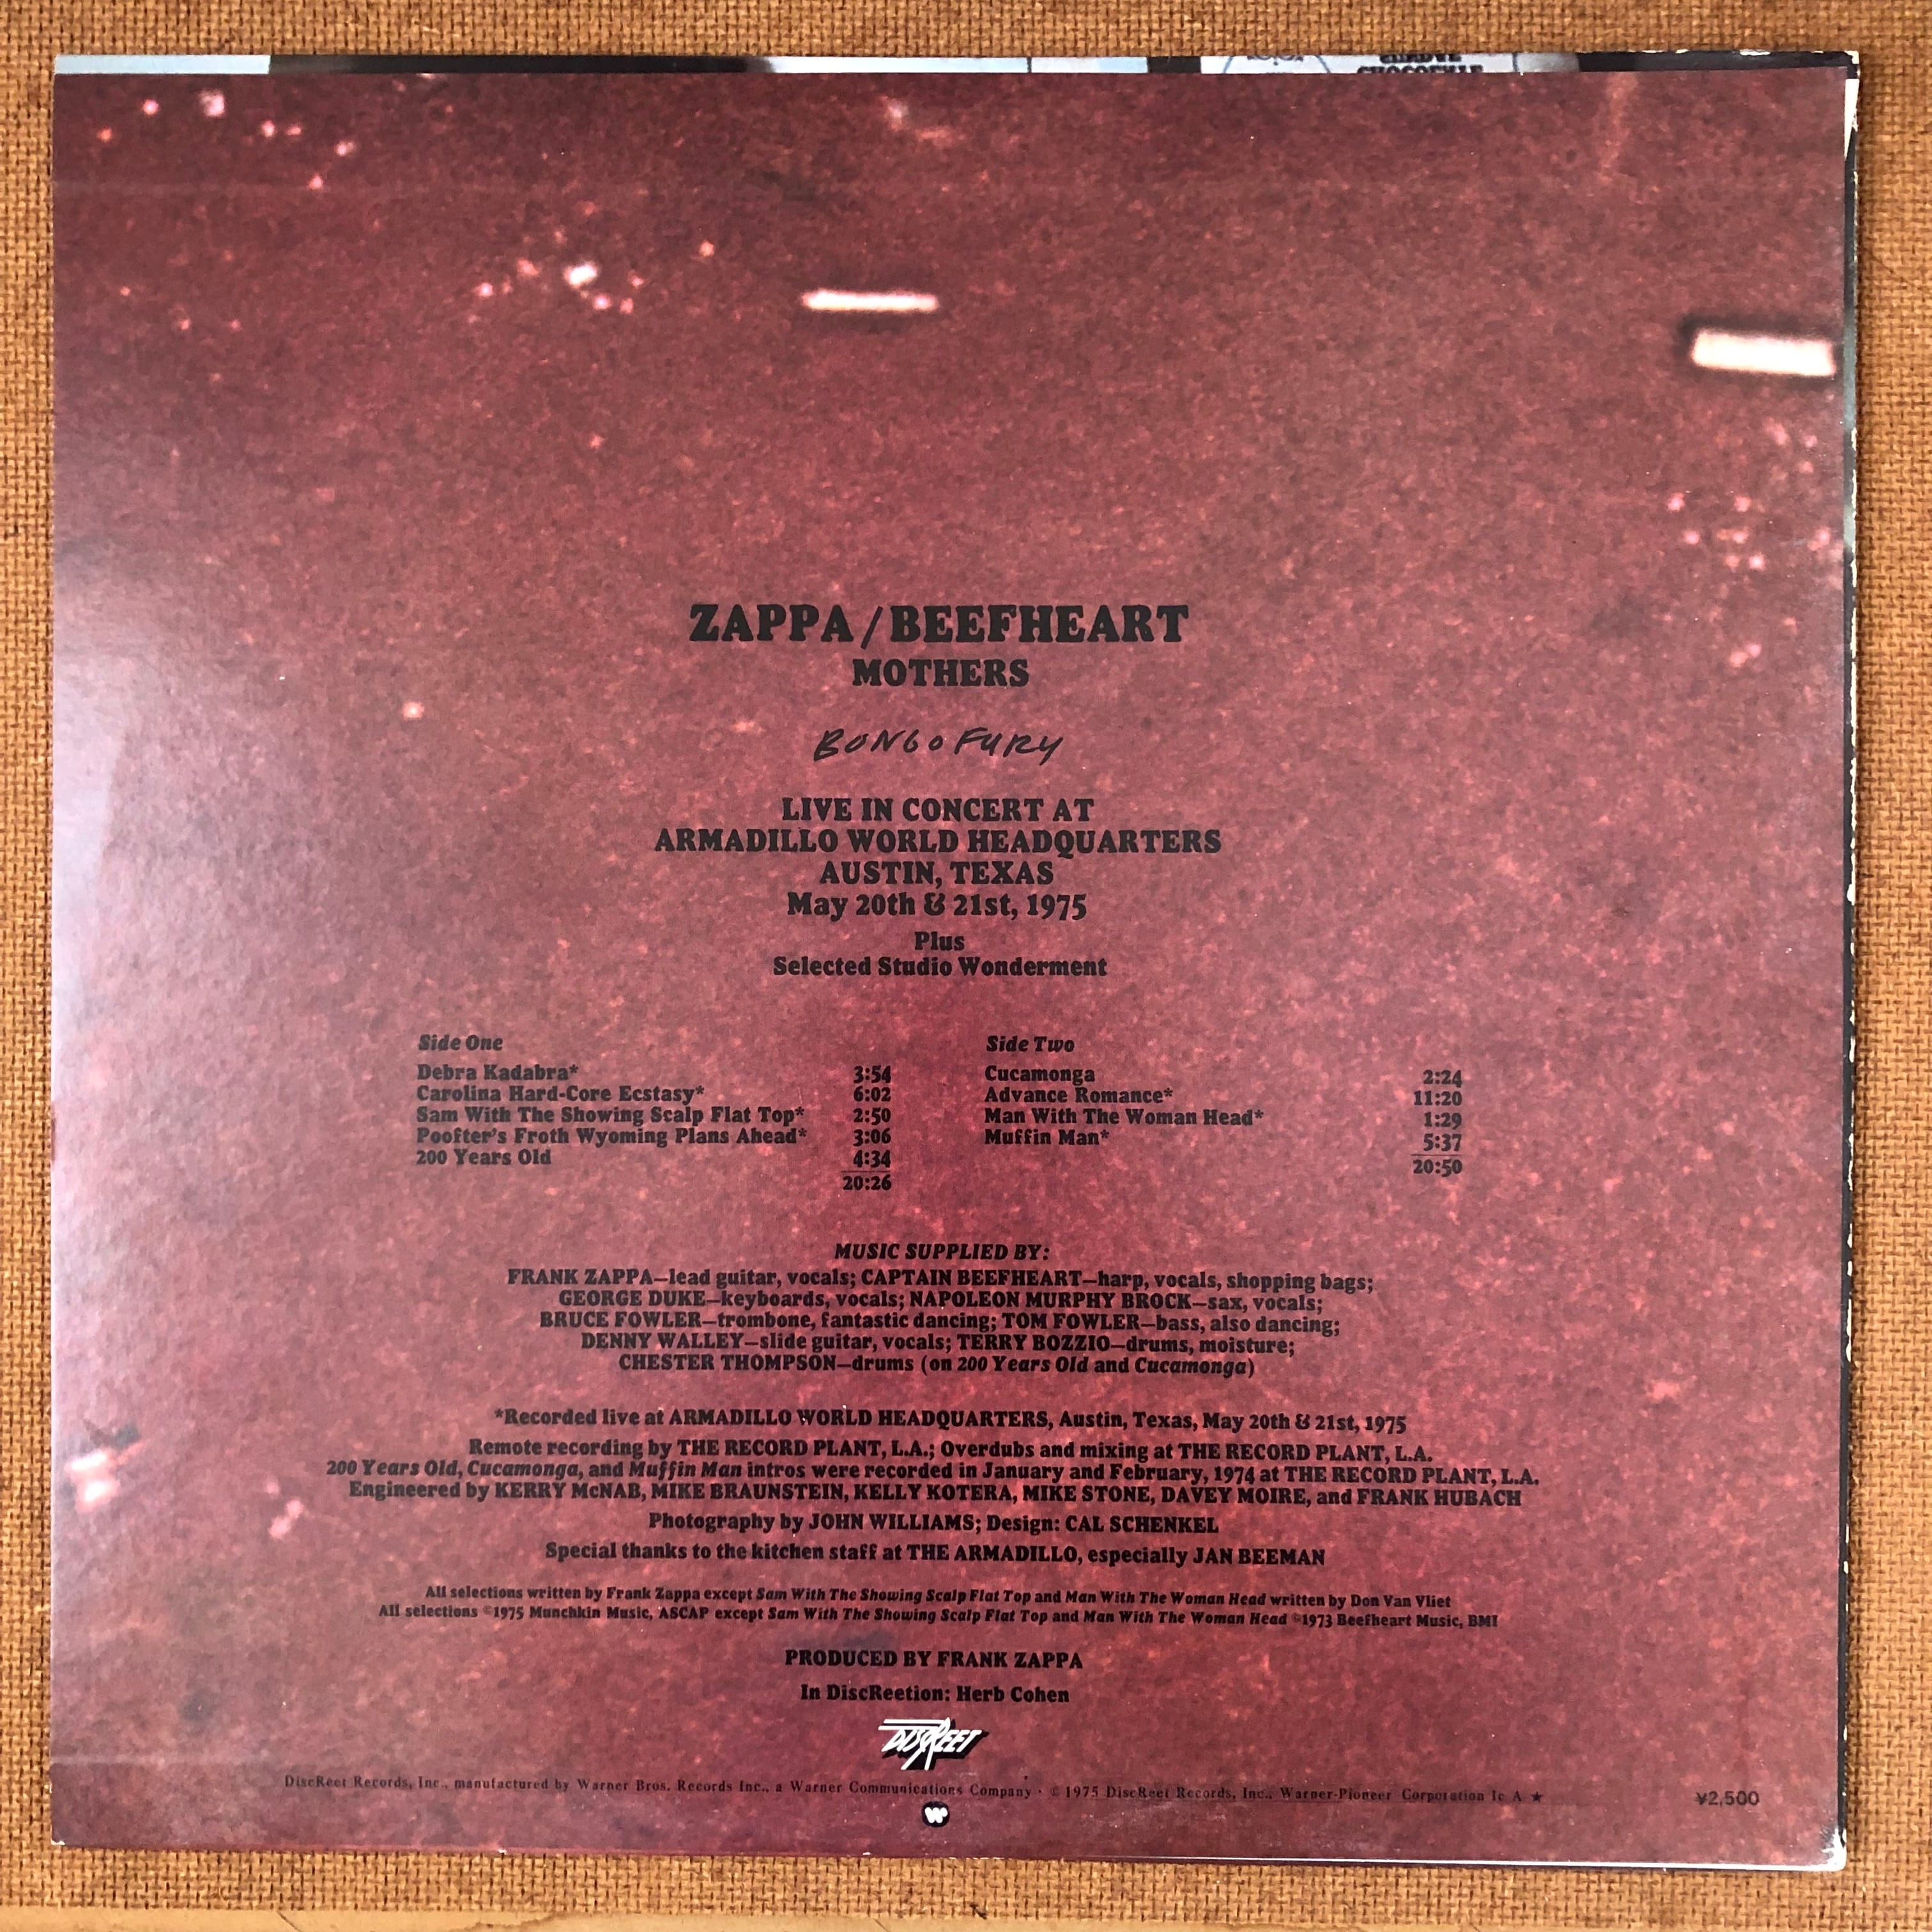 ZAPPA/BEEFHEART
MOTHERS
BONGO FURY
LIVE IN CONCERT AT
ARMADILLO WORLD HEADQUARTERS
AUSTIN, TEXAS
May 20th & 21st, 1975
Plus
Selected Studio Wonderment
Side One
Debra Kadabra* 3:54
Carolina Hard-Core Ecstasy* 6:02
Sam With The Showing Scalp Flat Top* 2:50
Poofter's Froth Wyoming Plans Ahead* 3:06
200 Years Old 4:34
20:26
Side Two
Cucamonga 2:24
Advance Romance* 11:20
Man With The Woman Head* 1:29
Muffin Man* 5:37
20:50
MUSIC SUPPLIED BY:
FRANK ZAPPA—lead guitar, vocals; CAPTAIN BEEFHEART—harp, vocals, shopping bags;
GEORGE DUKE—keyboards, vocals; NAPOLEON MURPHY BROCK—sax, vocals;
BRUCE FOWLER—trombone, fantastic dancing; TOM FOWLER—bass, also dancing;
DENNY WALLEY—slide guitar, vocals; TERRY BOZZIO—drums, moisture;
CHESTER THOMPSON—drums (on 200 Years Old and Cucamonga)
*Recorded live at ARMADILLO WORLD HEADQUARTERS, Austin, Texas, May 20th & 21st, 1975
Remote recording by THE RECORD PLANT, L.A.; Overdubs and mixing at THE RECORD PLANT, L.A.
200 Years Old, Cucamonga, and Muffin Man intros were recorded in January and February, 1974 at THE RECORD PLANT, L.A.
Engineered by KERRY McNAB, MIKE BRAUNSTEIN, KELLY KOTERA, MIKE STONE, DAVEY MOIRE, and FRANK HUBACH
Photography by JOHN WILLIAMS; Design: CAL SCHENKEL
Special thanks to the kitchen staff at THE ARMADILLO, especially JAN BEEMAN
All selections written by Frank Zappa except Sam With The Showing Scalp Flat Top and Man With The Woman Head written by Don Van Vliet
All selections ©1975 Munchkin Music, ASCAP except Sam With The Showing Scalp Flat Top and Man With The Woman Head ©1973 Beefheart Music, BMI
PRODUCED BY FRANK ZAPPA
In DiscReetion: Herb Cohen
DISCREET
DiscReet Records, Inc., manufactured by Warner Bros. Records Inc., a Warner Communications Company · © 1975 DiscReet Records, Inc., Warner-Pioneer Corporation Ic A ★
W
¥2,500